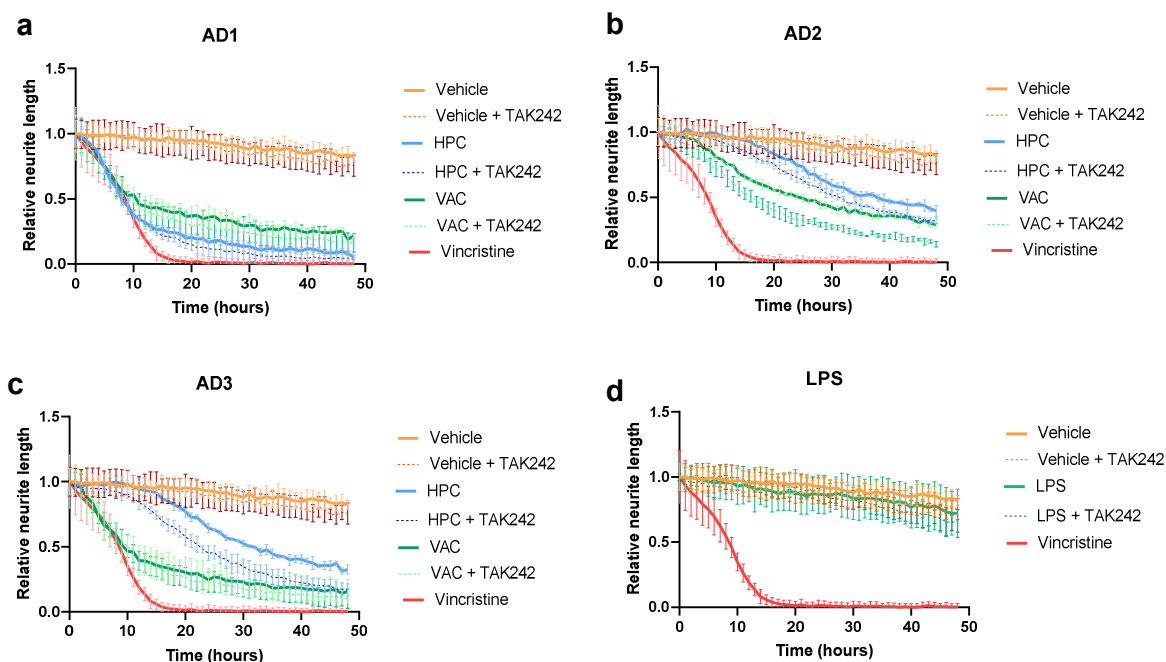 a
AD1
Relative neurite length
1.5
1.0
0.5
0.0
0
10
20
30
40
50
Time (hours)
Vehicle
Vehicle + TAK242
HPC
HPC + TAK242
VAC
VAC + TAK242
Vincristine
b
AD2
Relative neurite length
1.5
1.0
0.5
0.0
0
10
20
30
40
50
Time (hours)
Vehicle
Vehicle + TAK242
HPC
HPC + TAK242
VAC
VAC + TAK242
Vincristine
c
AD3
Relative neurite length
1.5
1.0
0.5
0.0
0
10
20
30
40
50
Time (hours)
Vehicle
Vehicle + TAK242
HPC
HPC + TAK242
VAC
VAC + TAK242
Vincristine
d
LPS
Relative neurite length
1.5
1.0
0.5
0.0
0
10
20
30
40
50
Time (hours)
Vehicle
Vehicle + TAK242
LPS
LPS + TAK242
Vincristine